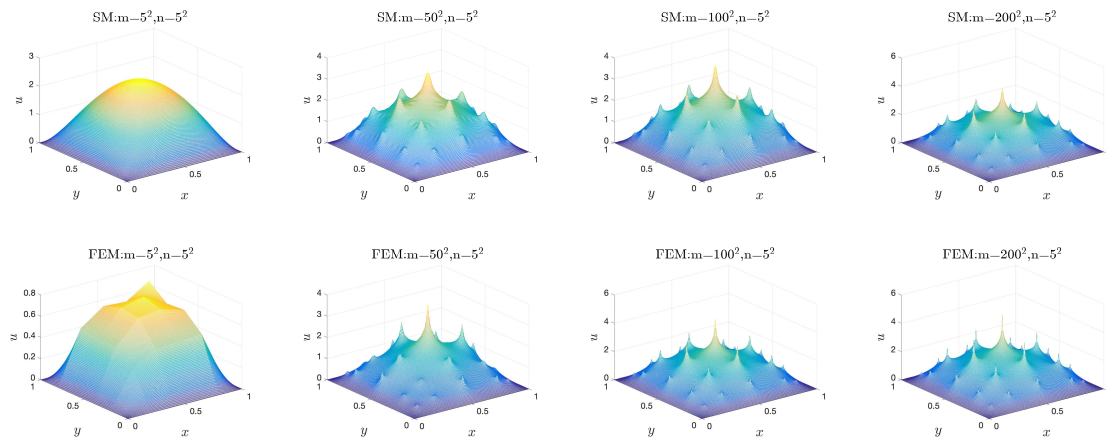 SM:m−5²,n−5² SM:m−50²,n−5² SM:m−100²,n−5² SM:m−200²,n−5²
3 4 4 6
2 3 3 4
u 2 u 2 u 2 u
1 1 1 2
0 0 0 0
1 1 1 1 1 1 1 1
0.5 0.5 0.5 0.5 0.5 0.5 0.5 0.5
y 0 0 x y 0 0 x y 0 0 x y 0 0 x
FEM:m−5²,n−5² FEM:m−50²,n−5² FEM:m−100²,n−5² FEM:m−200²,n−5²
0.8 4 6 6
0.6 3 4 4
u 0.4 u 2 u u
0.2 1 2 2
0 0 0 0
1 1 1 1 1 1 1 1
0.5 0.5 0.5 0.5 0.5 0.5 0.5 0.5
y 0 0 x y 0 0 x y 0 0 x y 0 0 x